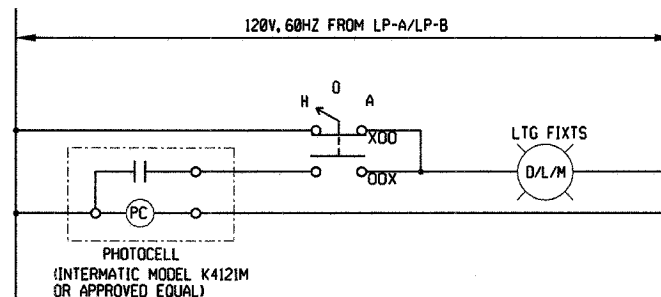 120V, 60HZ FROM LP-A/LP-B
H O A
XOO
LTG FIXTS
OOX
D/L/M
PC
PHOTOCELL
(INTERMATIC MODEL K4121M
OR APPROVED EQUAL)